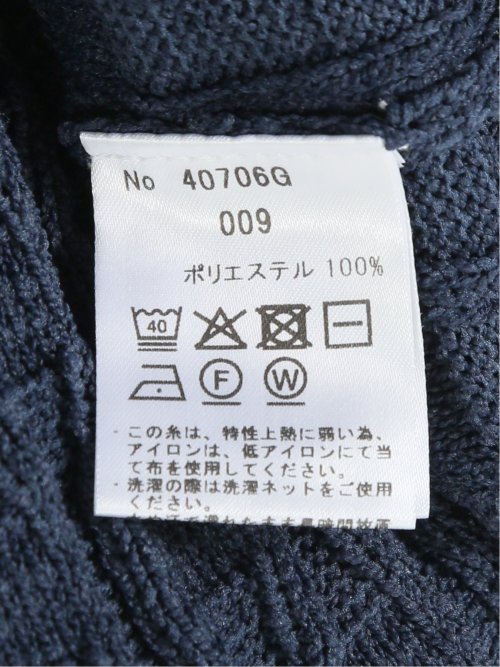 No 40706G
009
ポリエステル 100%
40
F W
・この糸は、特性上熱に弱い為、
アイロンは、低アイロンにて当
て布を使用してください。
・洗濯の際は洗濯ネットをご使用
ください。